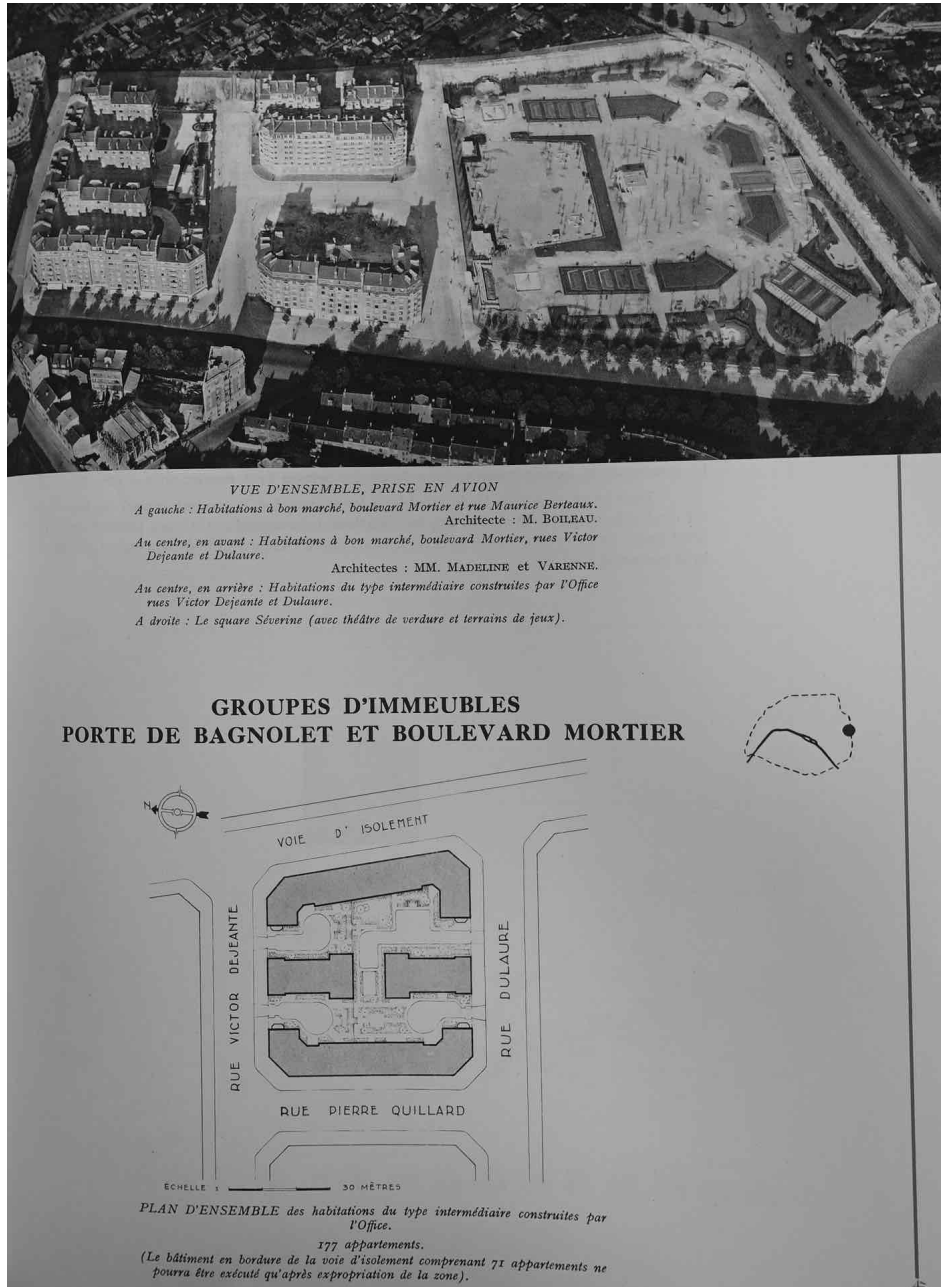 VUE D'ENSEMBLE, PRISE EN AVION
A gauche : Habitations à bon marché, boulevard Mortier et rue Maurice Berteaux.
Architecte : M. BOILEAU.
Au centre, en avant : Habitations à bon marché, boulevard Mortier, rues Victor
Dejeante et Dulaure.
Architectes : MM. MADELINE et VARENNE.
Au centre, en arrière : Habitations du type intermédiaire construites par l'Office
rues Victor Dejeante et Dulaure.
A droite : Le square Séverine (avec théâtre de verdure et terrains de jeux).
GROUPES D'IMMEUBLES
PORTE DE BAGNOLET ET BOULEVARD MORTIER
N
VOIE D' ISOLEMENT
RUE VICTOR DEJEANTE
RUE DULAURE
RUE PIERRE QUILLARD
ÉCHELLE 1 30 MÈTRES
PLAN D'ENSEMBLE des habitations du type intermédiaire construites par
l'Office.
177 appartements.
(Le bâtiment en bordure de la voie d'isolement comprenant 71 appartements ne
pourra être exécuté qu'après expropriation de la zone).